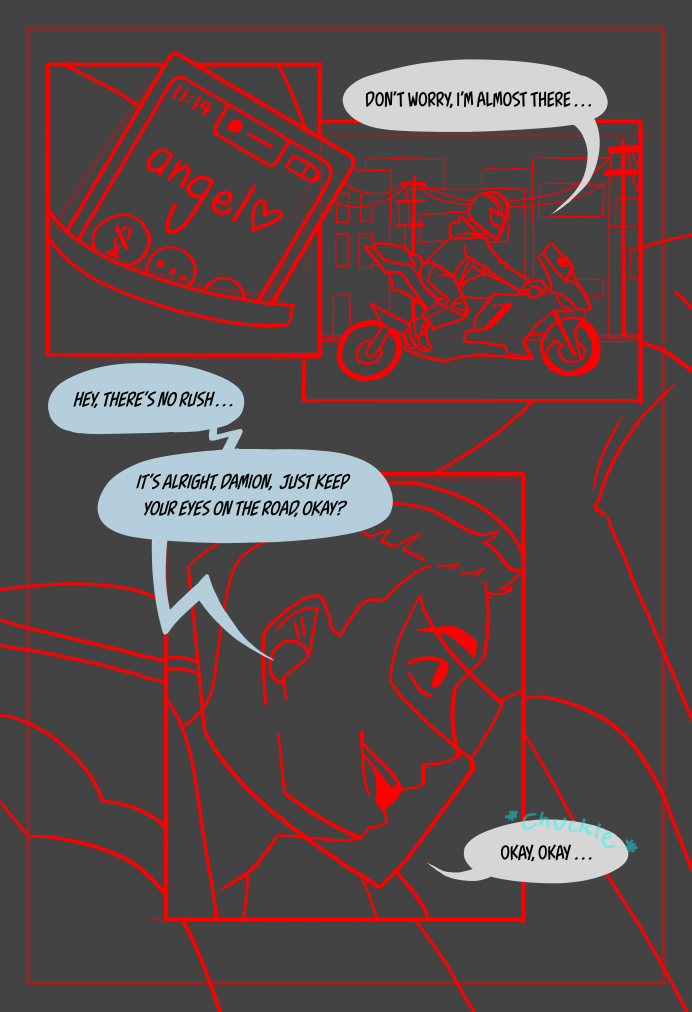 11:14
angel♡
DON'T WORRY, I'M ALMOST THERE . . .
HEY, THERE'S NO RUSH . . .
IT'S ALRIGHT, DAMION, JUST KEEP
YOUR EYES ON THE ROAD, OKAY?
*Chuckle*
OKAY, OKAY . . .